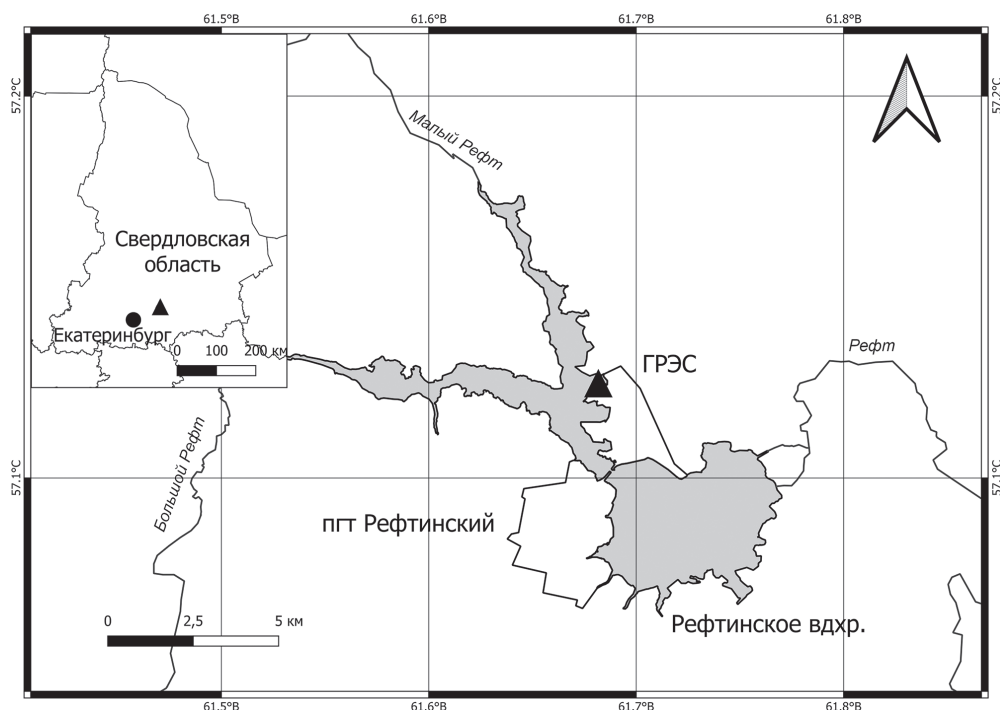 61.5°В
61.6°В
61.7°В
61.8°В
57.2°С
57.2°С
Малый Рефт
Свердловская
область
Екатеринбург
0 100 200 км
Рефт
ГРЭС
Большой Рефт
57.1°С
57.1°С
пгт Рефтинский
0 2,5 5 км
Рефтинское вдхр.
61.5°В
61.6°В
61.7°В
61.8°В